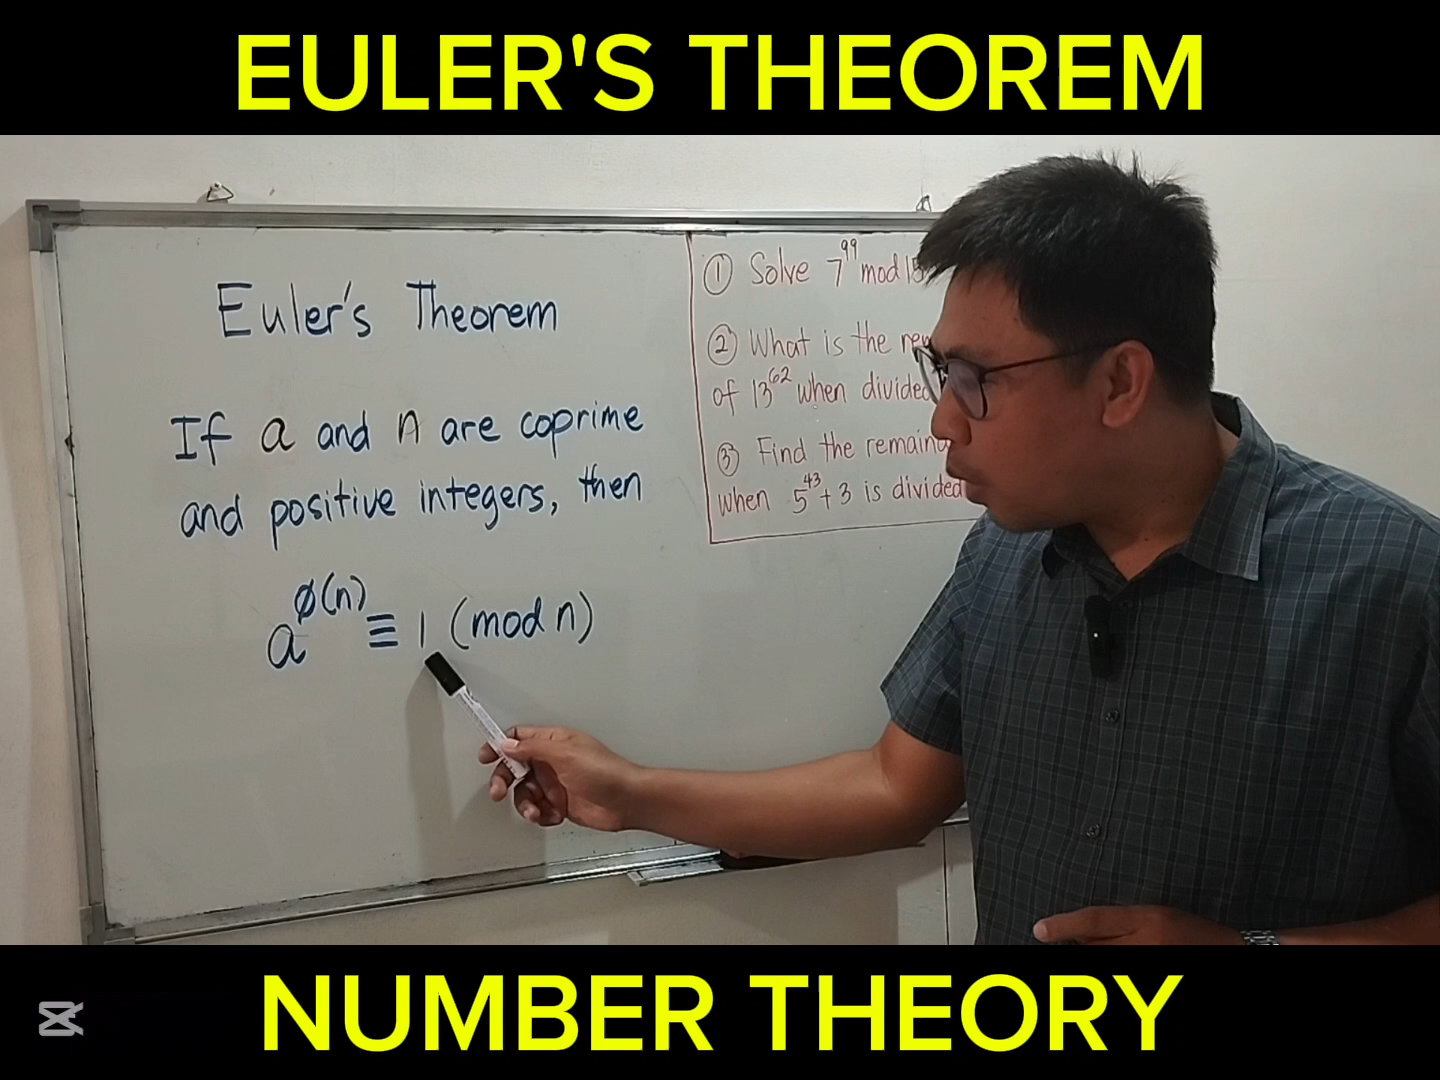 EULER'S THEOREM
Euler's Theorem
If a and n are coprime
and positive integers, then
a^ø(n) ≡ 1 (mod n)
① Solve 7^99 mod
② What is the
of 13^62 when divided
③ Find the
when 5^43 + 3 is divided
NUMBER THEORY